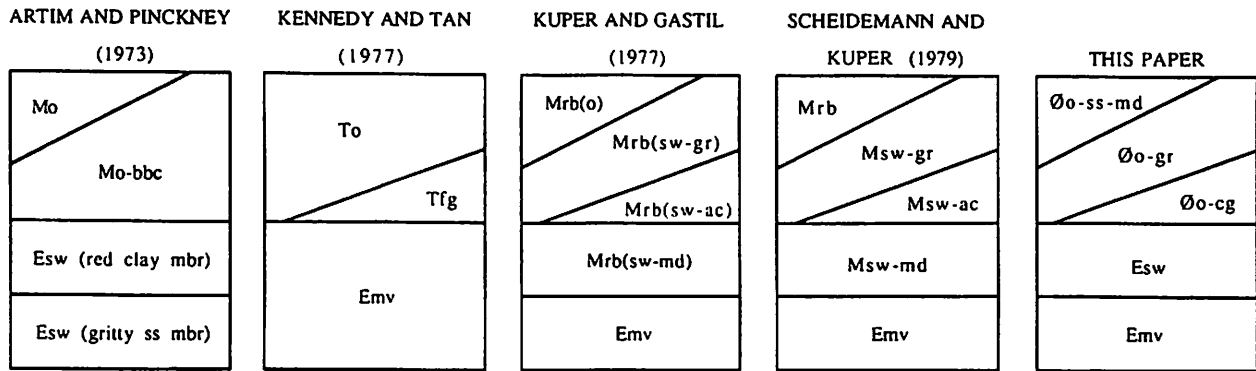 ARTIM AND PINCKNEY
(1973)
Mo
Mo-bbc
Esw (red clay mbr)
Esw (gritty ss mbr)
KENNEDY AND TAN
(1977)
To
Tfg
Emv
KUPER AND GASTIL
(1977)
Mrb(o)
Mrb(sw-gr)
Mrb(sw-ac)
Mrb(sw-md)
Emv
SCHEIDEMANN AND
KUPER (1979)
Mrb
Msw-gr
Msw-ac
Msw-md
Emv
THIS PAPER
Øo-ss-md
Øo-gr
Øo-cg
Esw
Emv